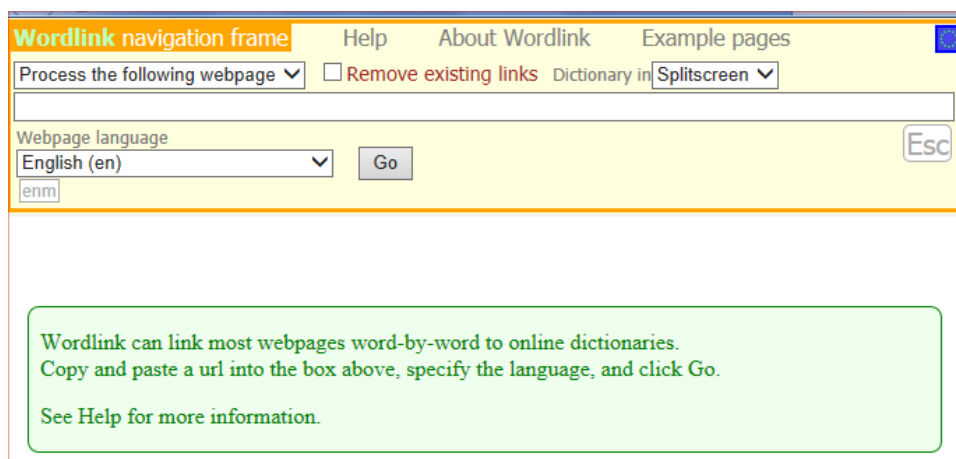 Wordlink navigation frame Help About Wordlink Example pages
Process the following webpage Remove existing links Dictionary in Splitscreen
Webpage language
Esc
English (en) Go
enm
Wordlink can link most webpages word-by-word to online dictionaries.
Copy and paste a url into the box above, specify the language, and click Go.
See Help for more information.